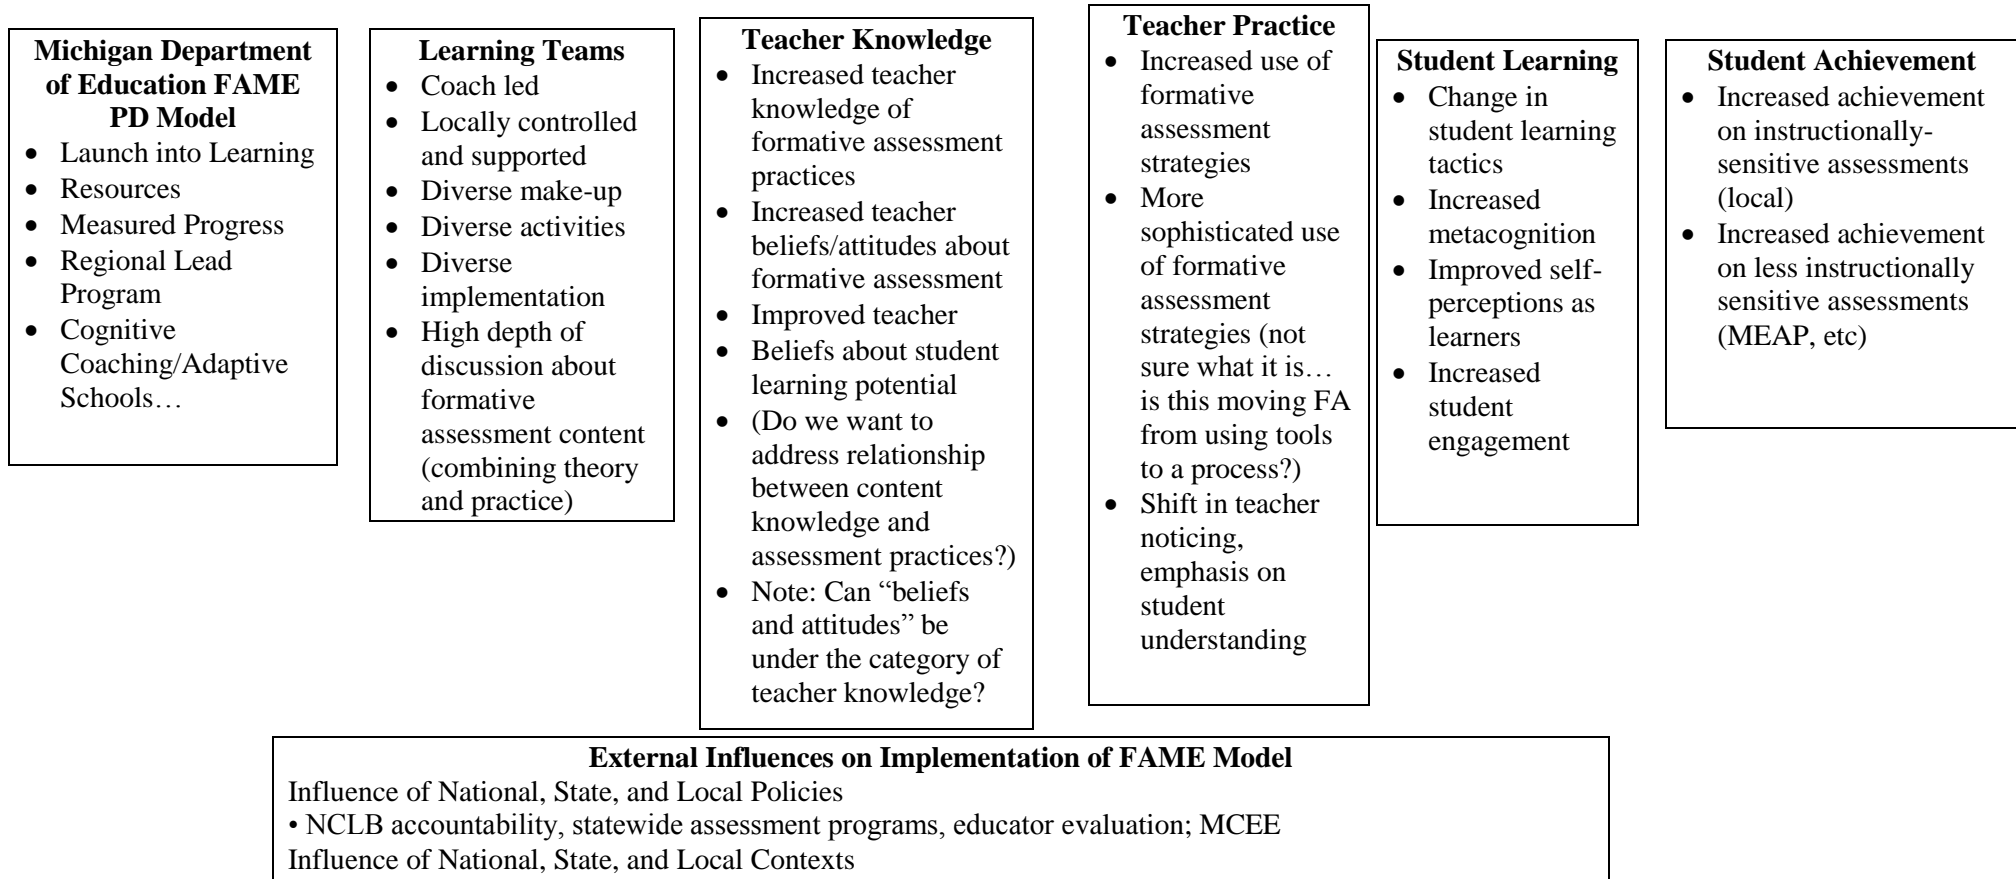 Michigan Department
of Education FAME
PD Model
• Launch into Learning
• Resources
• Measured Progress
• Regional Lead
Program
• Cognitive
Coaching/Adaptive
Schools…
Learning Teams
• Coach led
• Locally controlled
and supported
• Diverse make-up
• Diverse activities
• Diverse
implementation
• High depth of
discussion about
formative
assessment content
(combining theory
and practice)
Teacher Knowledge
• Increased teacher
knowledge of
formative assessment
practices
• Increased teacher
beliefs/attitudes about
formative assessment
• Improved teacher
• Beliefs about student
learning potential
• (Do we want to
address relationship
between content
knowledge and
assessment practices?)
• Note: Can “beliefs
and attitudes” be
under the category of
teacher knowledge?
Teacher Practice
• Increased use of
formative
assessment
strategies
• More
sophisticated use
of formative
assessment
strategies (not
sure what it is…
is this moving FA
from using tools
to a process?)
• Shift in teacher
noticing,
emphasis on
student
understanding
Student Learning
• Change in
student learning
tactics
• Increased
metacognition
• Improved self-
perceptions as
learners
• Increased
student
engagement
Student Achievement
• Increased achievement
on instructionally-
sensitive assessments
(local)
• Increased achievement
on less instructionally
sensitive assessments
(MEAP, etc)
External Influences on Implementation of FAME Model
Influence of National, State, and Local Policies
• NCLB accountability, statewide assessment programs, educator evaluation; MCEE
Influence of National, State, and Local Contexts